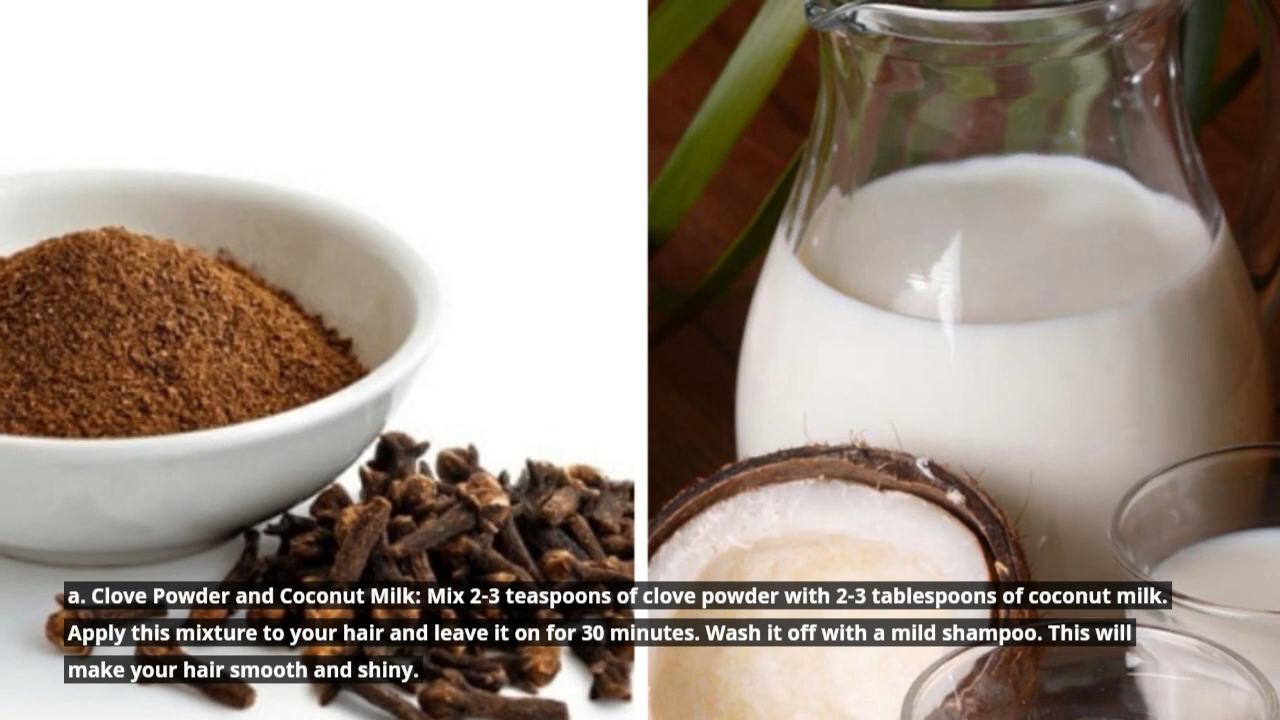 a. Clove Powder and Coconut Milk: Mix 2-3 teaspoons of clove powder with 2-3 tablespoons of coconut milk.
Apply this mixture to your hair and leave it on for 30 minutes. Wash it off with a mild shampoo. This will
make your hair smooth and shiny.